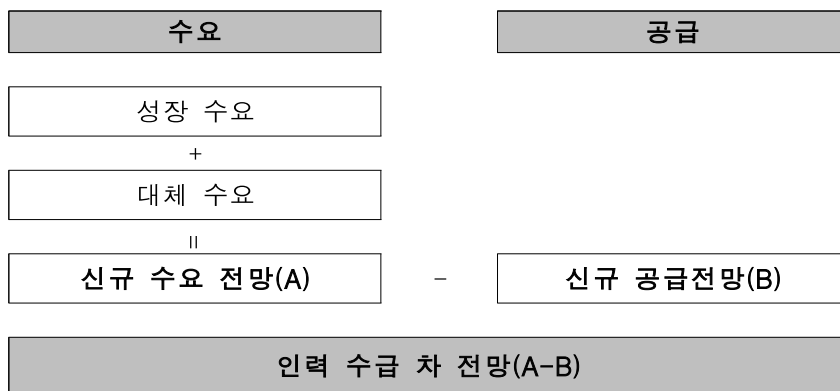 수요
공급
성장 수요
+
대체 수요
=
신규 수요 전망(A)
-
신규 공급전망(B)
인력 수급 차 전망(A-B)